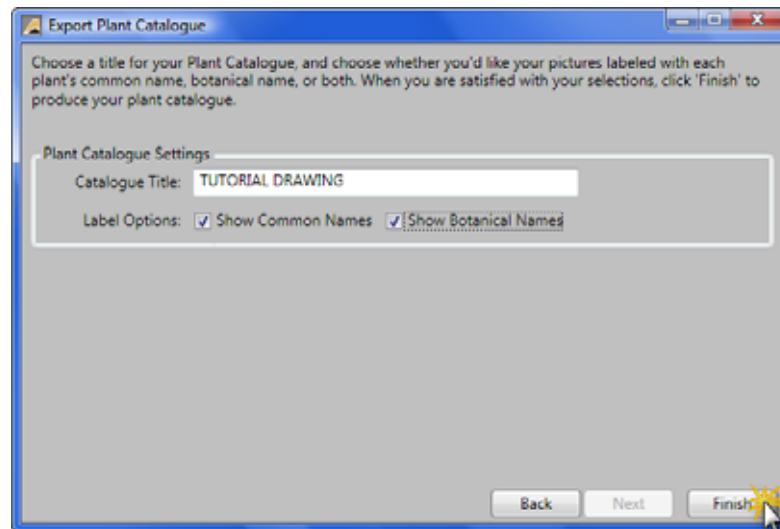 Export Plant Catalogue
Choose a title for your Plant Catalogue, and choose whether you'd like your pictures labeled with each
plant's common name, botanical name, or both. When you are satisfied with your selections, click 'Finish' to
produce your plant catalogue.
Plant Catalogue Settings
Catalogue Title: TUTORIAL DRAWING
Label Options: Show Common Names Show Botanical Names
Back Next Finish